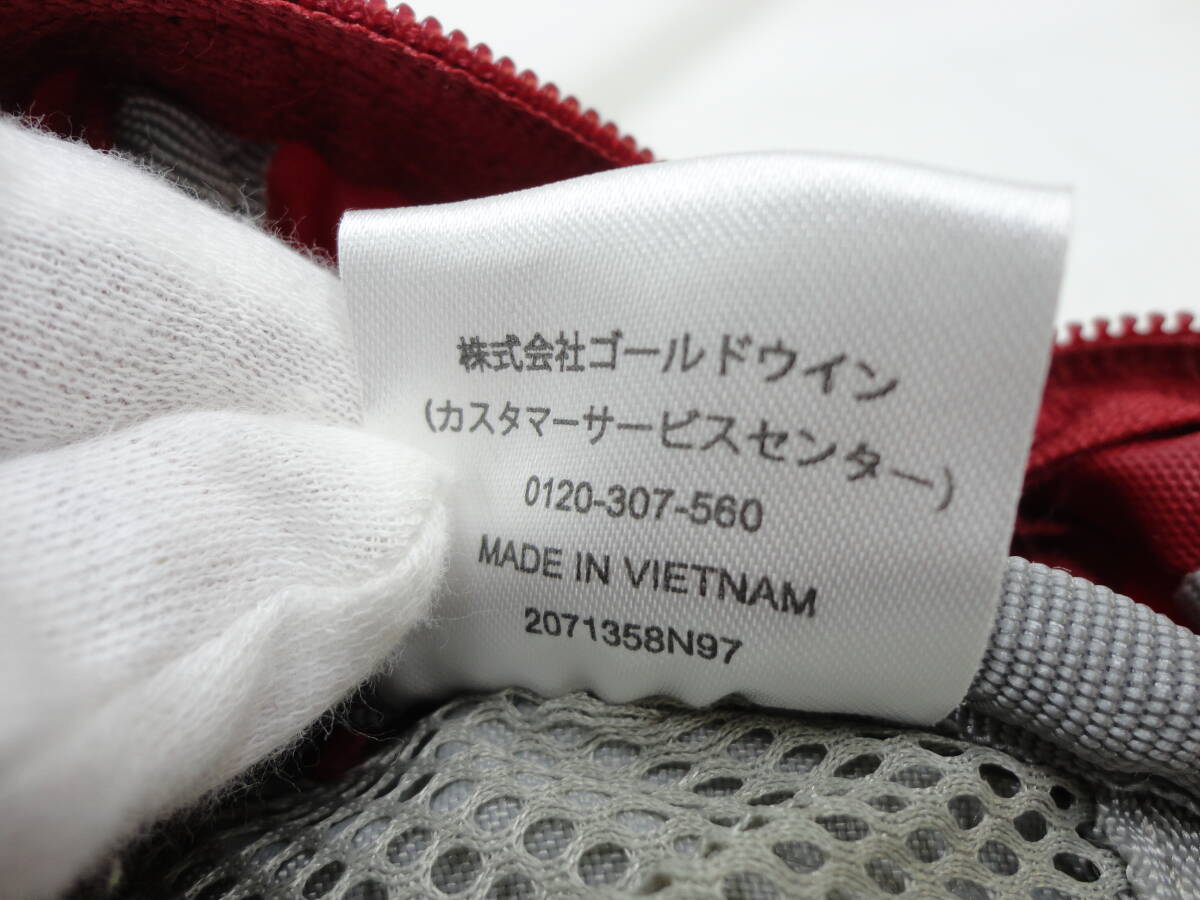 株式会社ゴールドウイン
(カスタマーサービスセンター)
0120-307-560
MADE IN VIETNAM
2071358N97